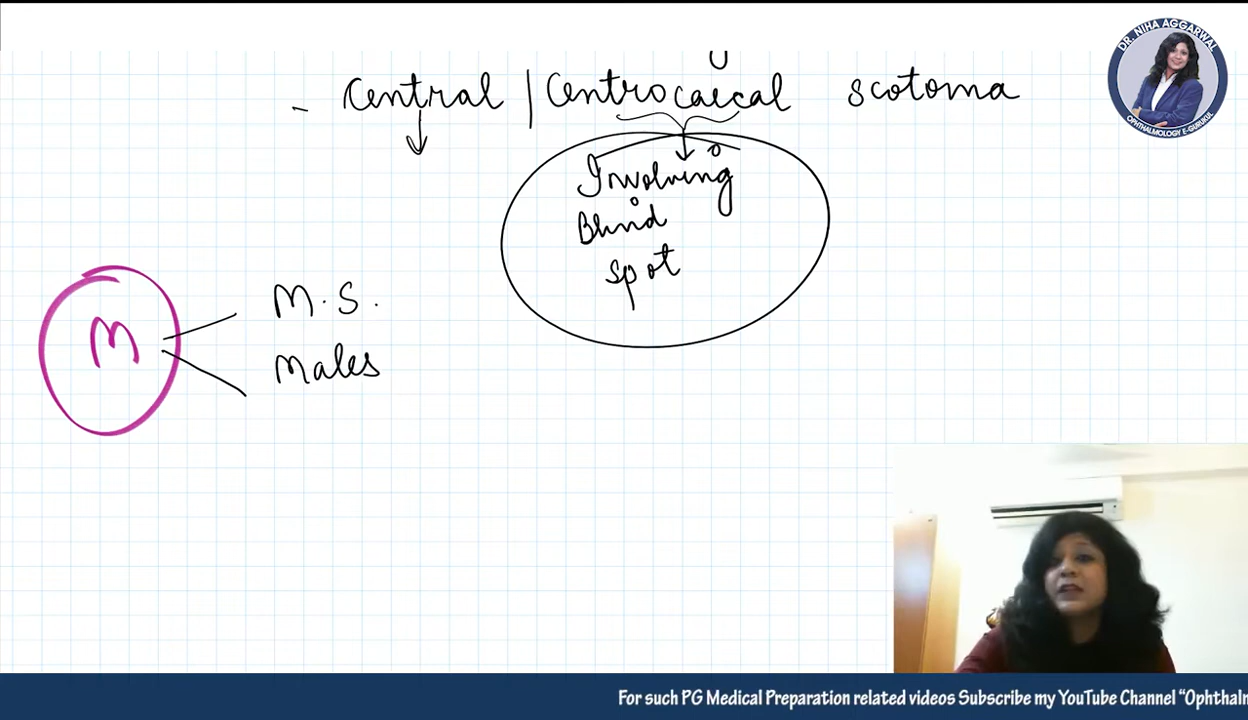 - Central | Centrocaecal scotoma
Involving
Blind
spot
M
M.S.
Males
DR. NIHA AGGARWAL
OPHTHALMOLOGY E-GURUKUL
For such PG Medical Preparation related videos Subscribe my YouTube Channel "Ophthalm